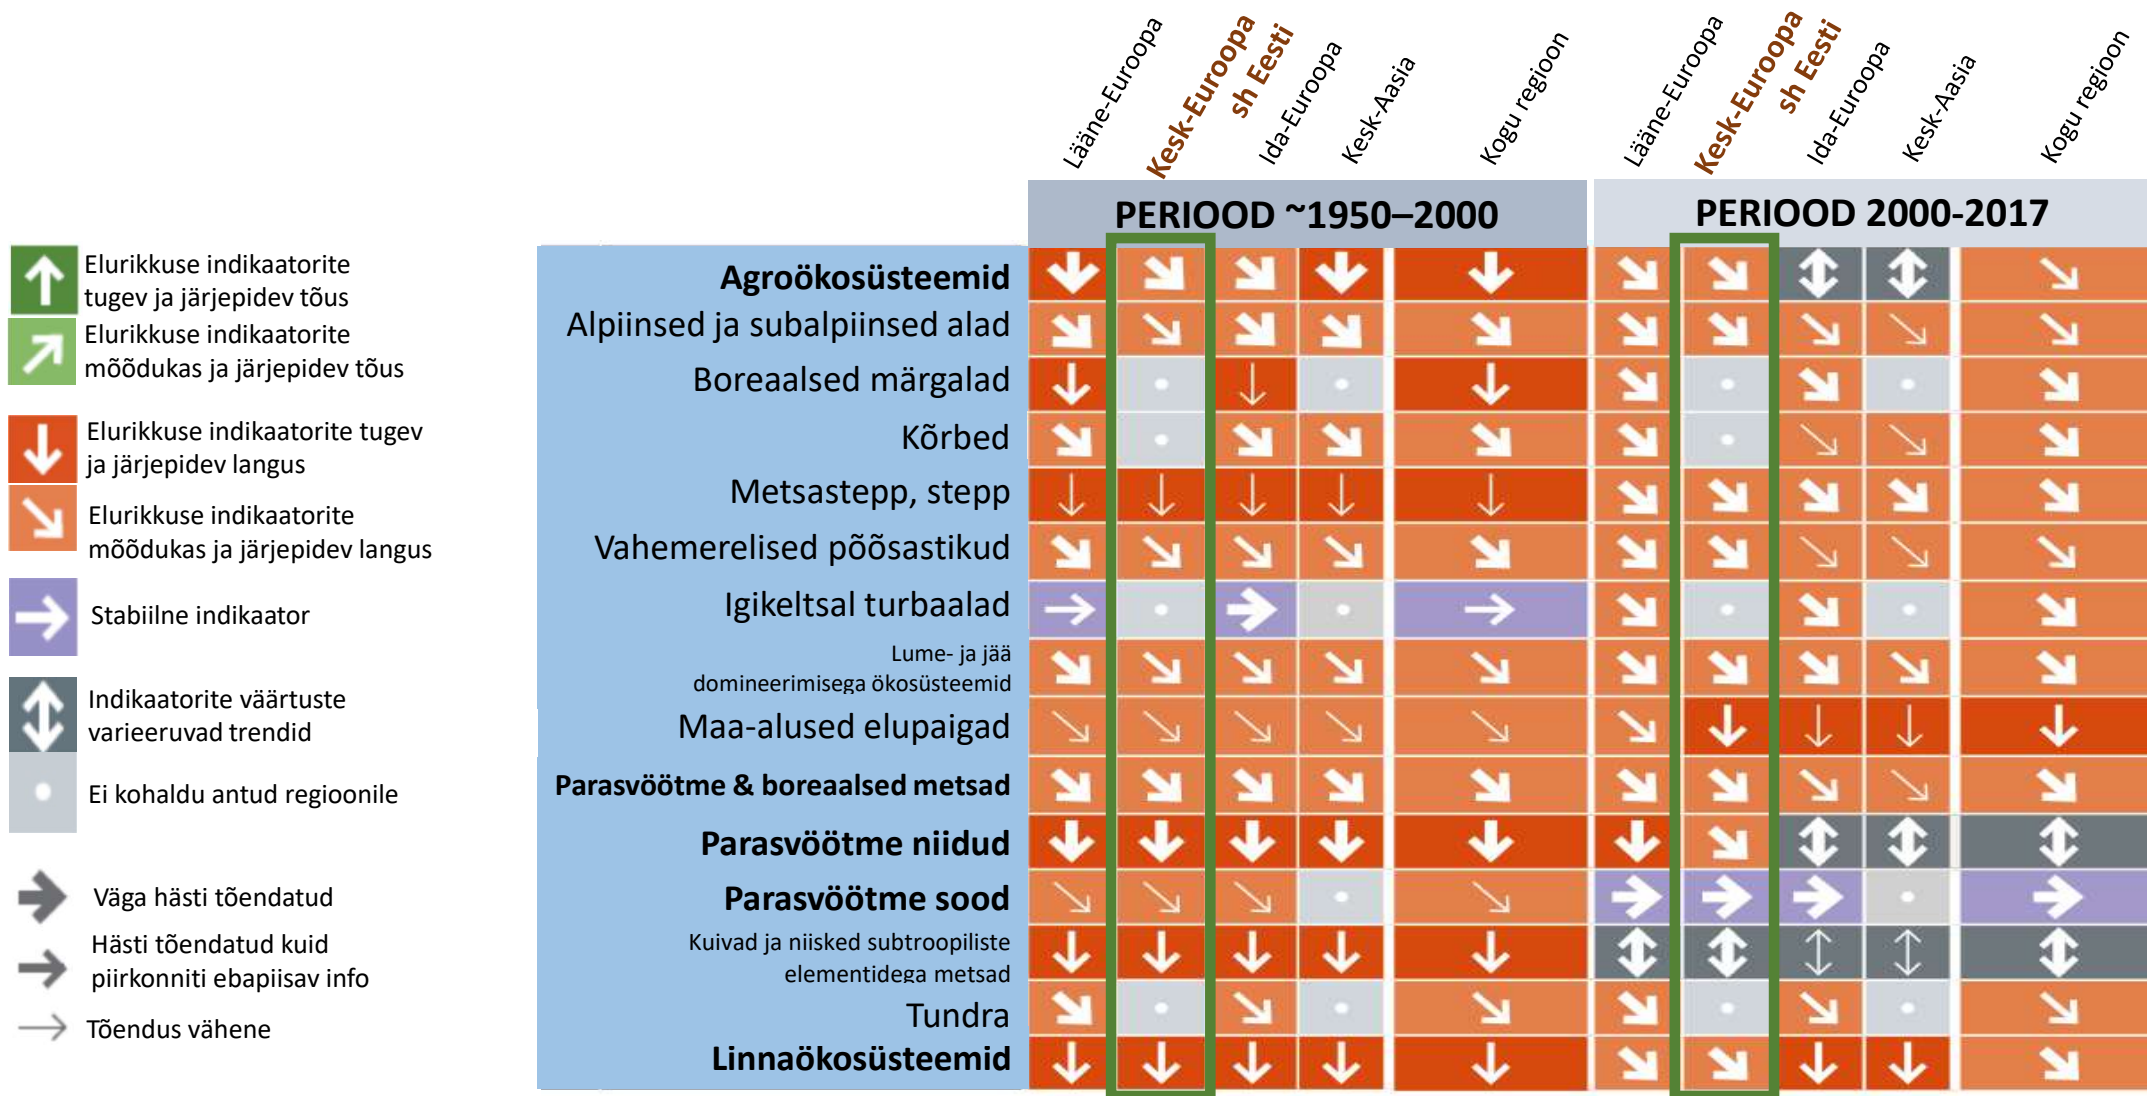 Lääne-Euroopa
Kesk-Euroopa
sh Eesti
Ida-Euroopa
Kesk-Aasia
Kogu regioon
Lääne-Euroopa
Kesk-Euroopa
sh Eesti
Ida-Euroopa
Kesk-Aasia
Kogu regioon
PERIOOD ~1950–2000
PERIOOD 2000-2017
Elurikkuse indikaatorite
tugev ja järjepidev tõus
Elurikkuse indikaatorite
mõõdukas ja järjepidev tõus
Elurikkuse indikaatorite tugev
ja järjepidev langus
Elurikkuse indikaatorite
mõõdukas ja järjepidev langus
Stabiilne indikaator
Indikaatorite väärtuste
varieeruvad trendid
Ei kohaldu antud regioonile
Väga hästi tõendatud
Hästi tõendatud kuid
piirkonniti ebapiisav info
Tõendus vähene
Agroökosüsteemid
Alpiinsed ja subalpiinsed alad
Boreaalsed märgalad
Kõrbed
Metsastepp, stepp
Vahemerelised põõsastikud
Igikeltsal turbaalad
Lume- ja jää
domineerimisega ökosüsteemid
Maa-alused elupaigad
Parasvöötme & boreaalsed metsad
Parasvöötme niidud
Parasvöötme sood
Kuivad ja niisked subtroopiliste
elementidega metsad
Tundra
Linnaökosüsteemid